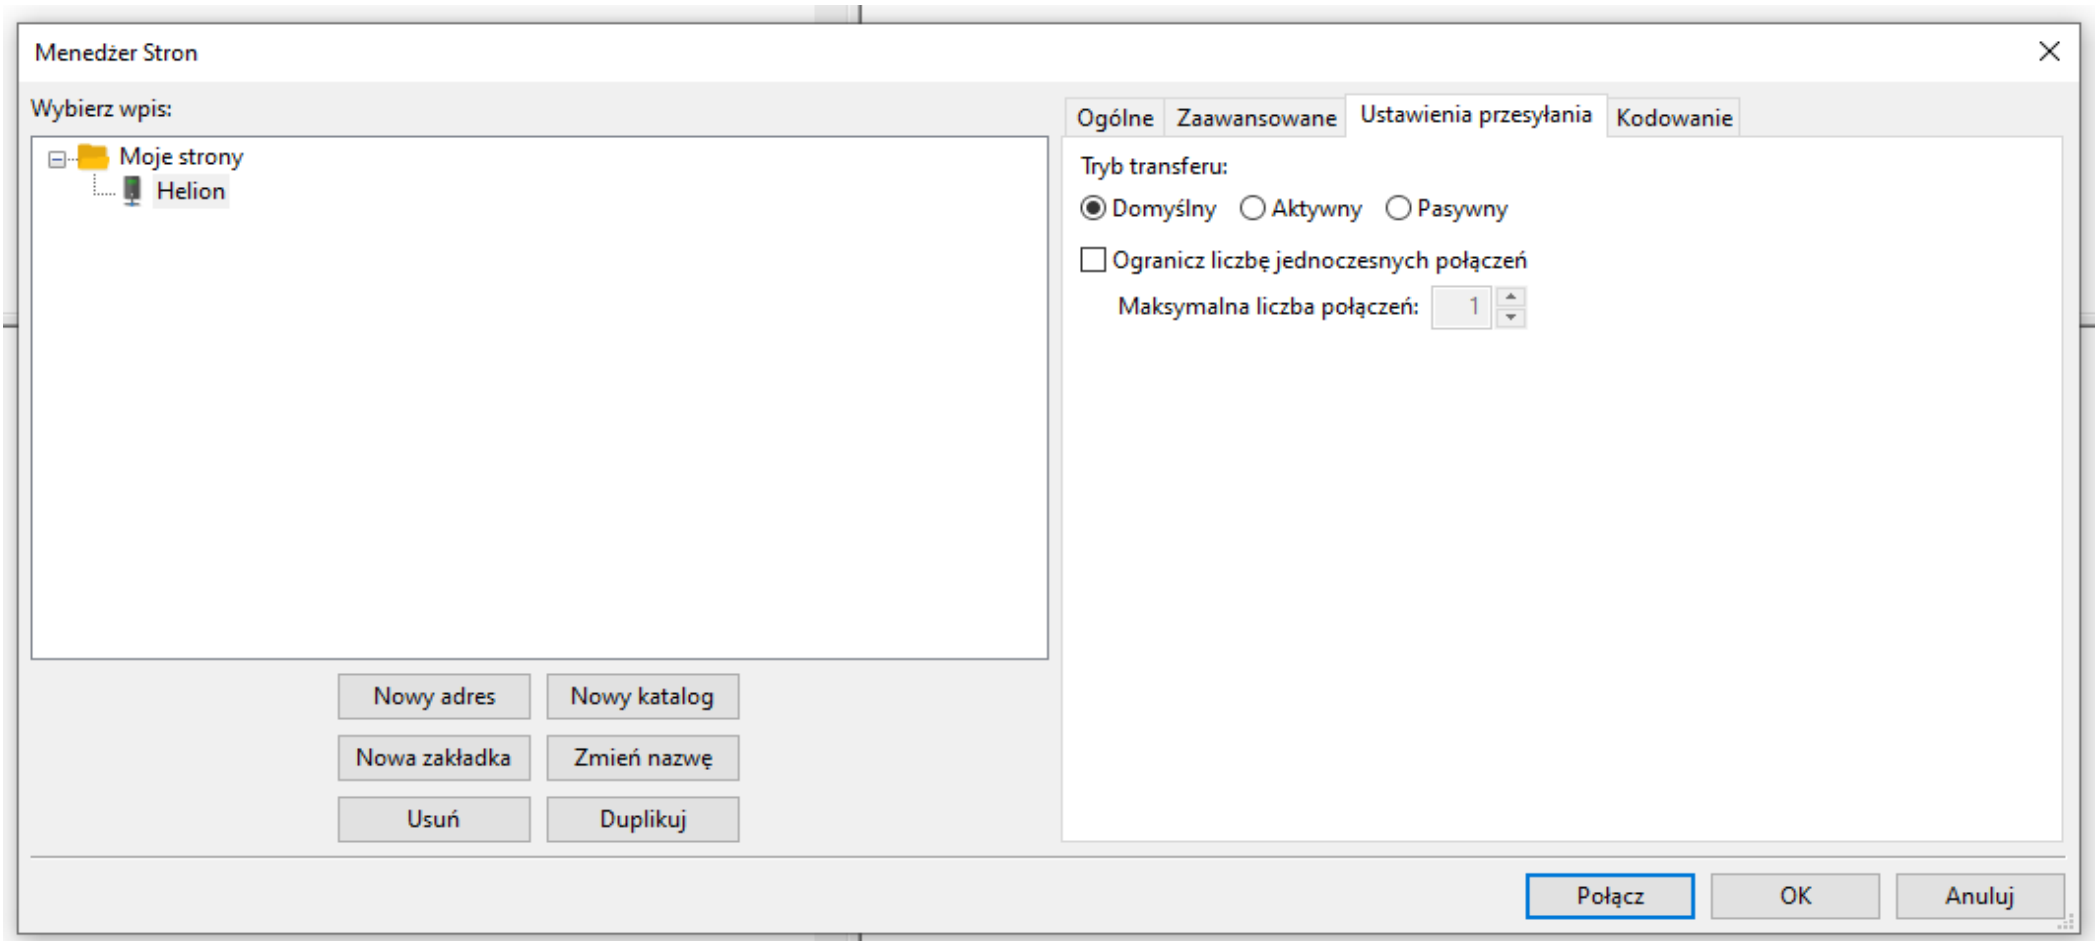 Menedżer Stron
Wybierz wpis:
Moje strony
Helion
Nowy adres Nowy katalog
Nowa zakładka Zmień nazwę
Usuń Duplikuj
Ogólne Zaawansowane Ustawienia przesyłania Kodowanie
Tryb transferu:
Domyślny Aktywny Pasywny
Ogranicz liczbę jednoczesnych połączeń
Maksymalna liczba połączeń: 1
Połącz OK Anuluj